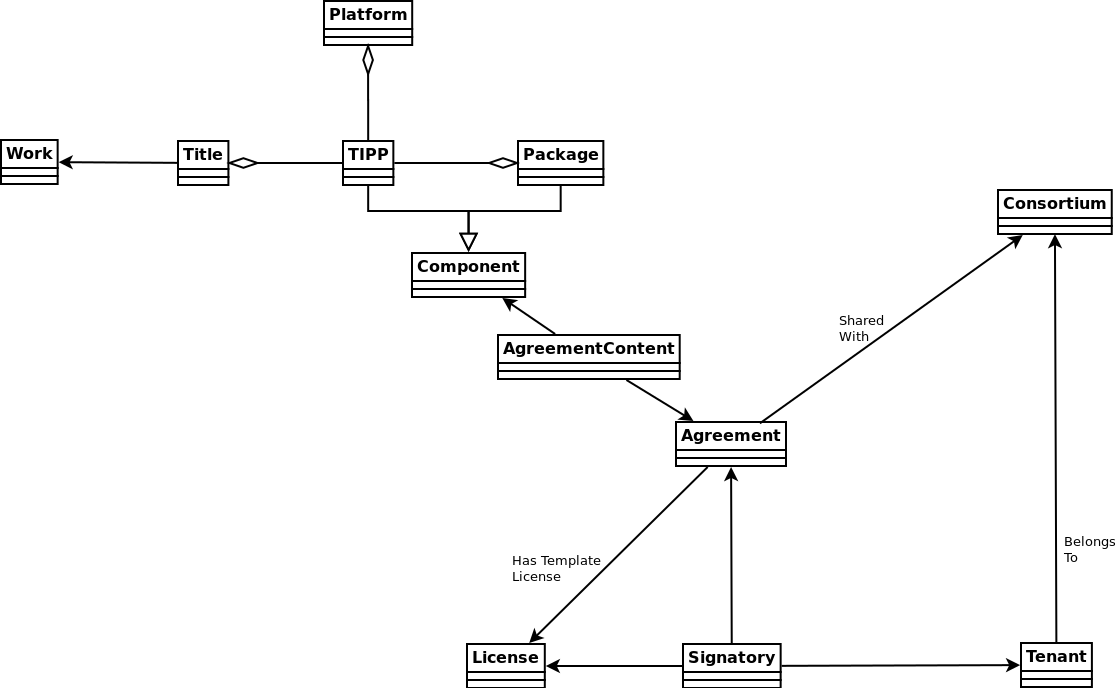 Platform
Work
Title
TIPP
Package
Consortium
Component
Shared
With
AgreementContent
Agreement
Belongs
To
Has Template
License
License
Signatory
Tenant